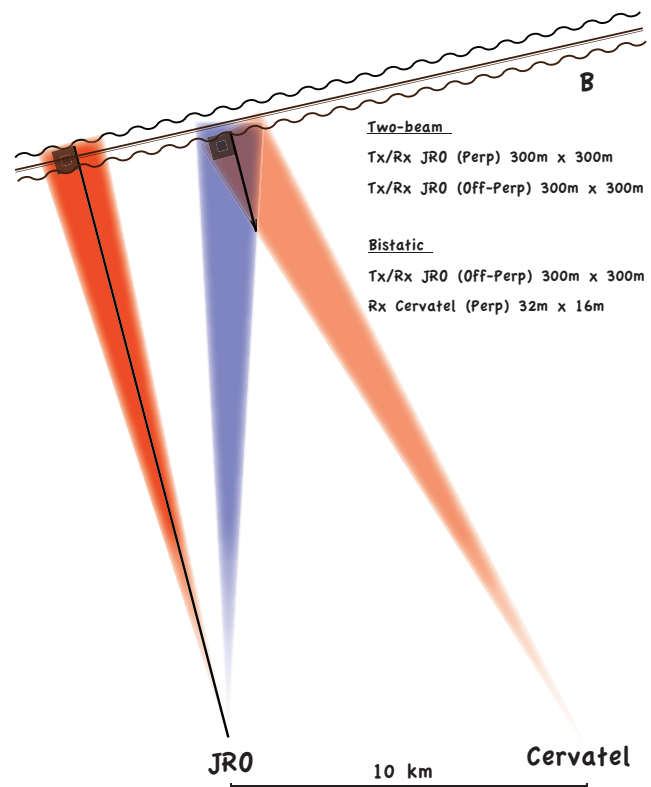 B
Two-beam
Tx/Rx JRO (Perp) 300m x 300m
Tx/Rx JRO (Off-Perp) 300m x 300m
Bistatic
Tx/Rx JRO (Off-Perp) 300m x 300m
Rx Cervatel (Perp) 32m x 16m
JRO
Cervatel
10 km